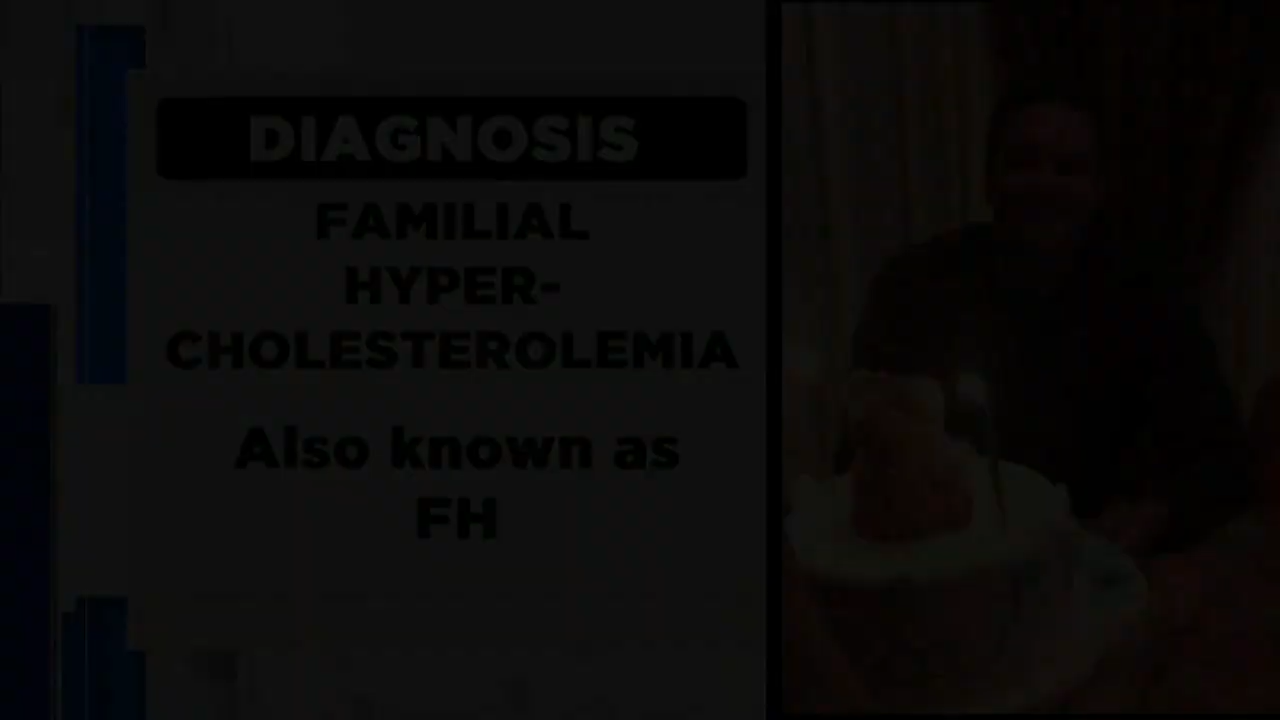 DIAGNOSIS
FAMILIAL
HYPER-
CHOLESTEROLEMIA
Also known as
FH